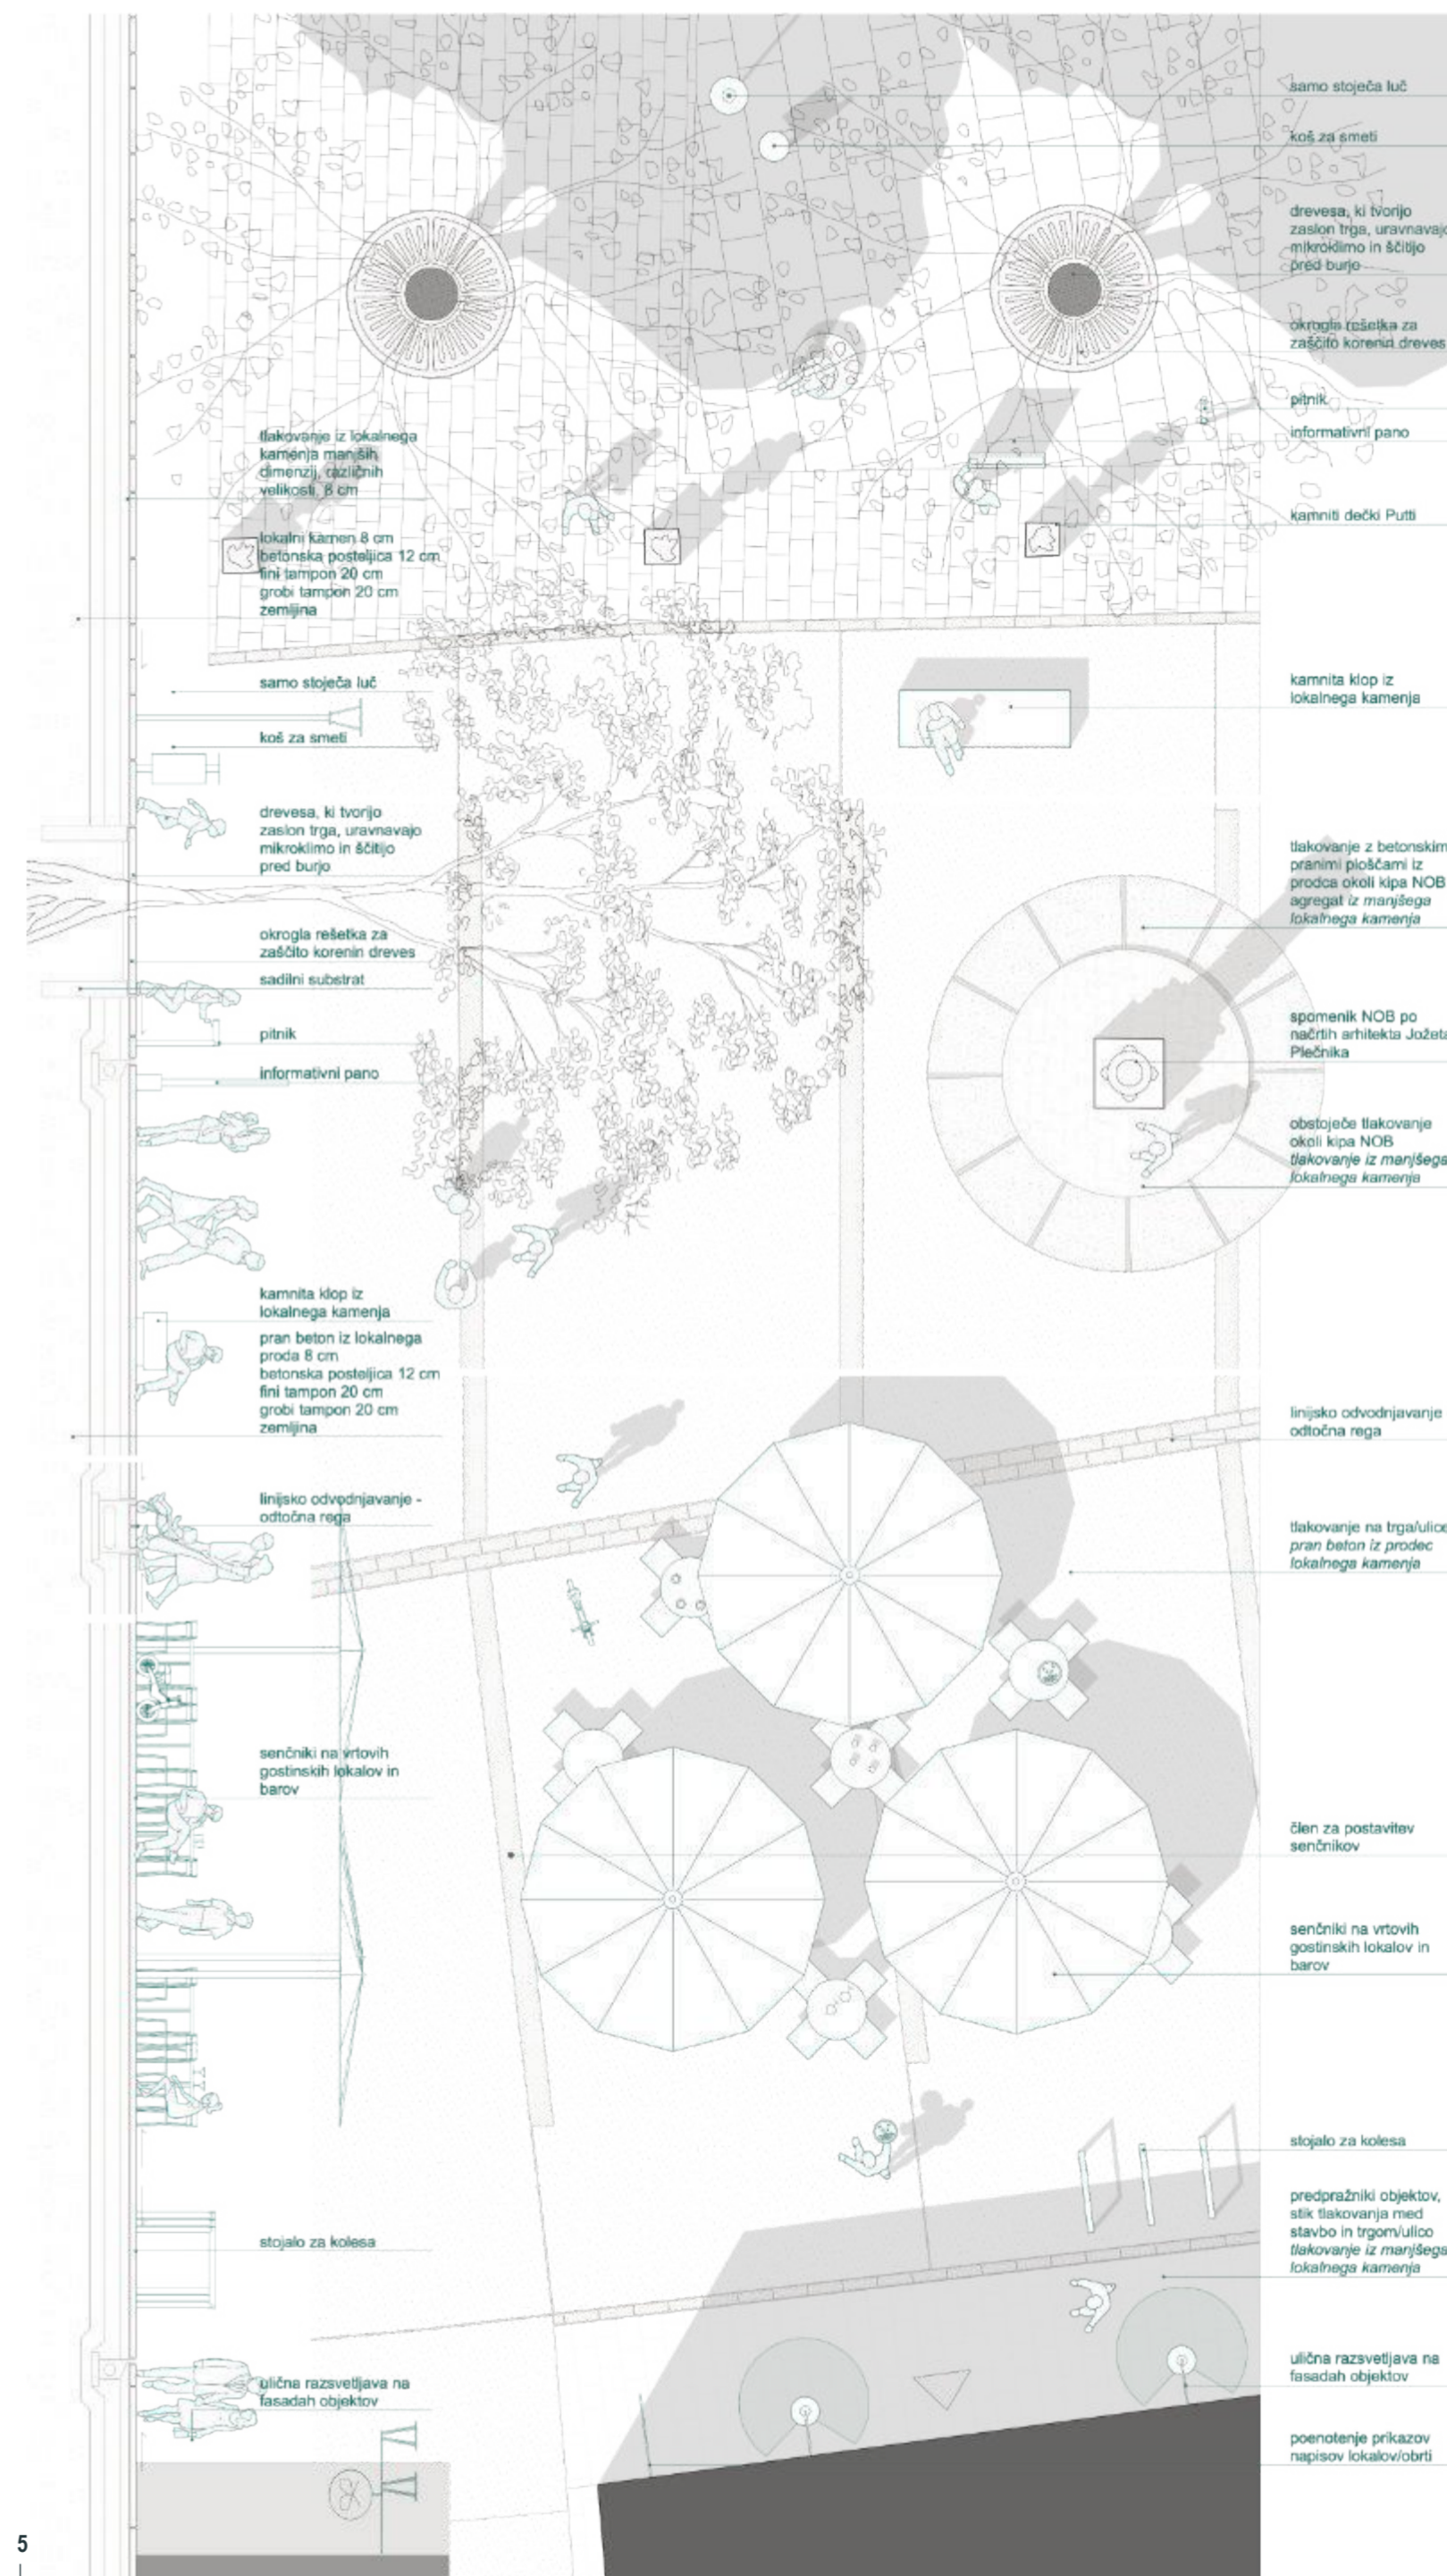 tlakovanje iz lokalnega
kamenja manjših
dimenzij, različnih
velikosti, 8 cm
lokalni kamen 8 cm
betonska posteljica 12 cm
fini tampon 20 cm
grobi tampon 20 cm
zemljina
samo stoječa luč
koš za smeti
drevesa, ki tvorijo
zaslon trga, uravnavajo
mikroklimo in ščitijo
pred burjo
okrogla rešetka za
zaščito korenin dreves
sadilni substrat
pitnik
informativni pano
kamnita klop iz
lokalnega kamenja
pran beton iz lokalnega
proda 8 cm
betonska posteljica 12 cm
fini tampon 20 cm
grobi tampon 20 cm
zemljina
linijsko odvodnjavanje -
odtočna rega
senčniki na vrtovih
gostinskih lokalov in
barov
stojalo za kolesa
ulična razsvetljava na
fasadah objektov
samo stoječa luč
koš za smeti
drevesa, ki tvorijo
zaslon trga, uravnavajo
mikroklimo in ščitijo
pred burjo
okrogla rešetka za
zaščito korenin dreves
pitnik
informativni pano
kamniti dečki Putti
kamnita klop iz
lokalnega kamenja
tlakovanje z betonskim
pranimi ploščami iz
prodca okoli kipa NOB
agregat iz manjšega
lokalnega kamenja
spomenik NOB po
načrtih arhitekta Jožeta
Plečnika
obstoječe tlakovanje
okoli kipa NOB
tlakovanje iz manjšega
lokalnega kamenja
linijsko odvodnjavanje
odtočna rega
tlakovanje na trga/ulice
pran beton iz prodec
lokalnega kamenja
člen za postavitev
senčnikov
senčniki na vrtovih
gostinskih lokalov in
barov
stojalo za kolesa
predpražniki objektov,
stik tlakovanja med
stavbo in trgom/ulico
tlakovanje iz manjšega
lokalnega kamenja
ulična razsvetljava na
fasadah objektov
poenotenje prikazov
napisov lokalov/obrti
5